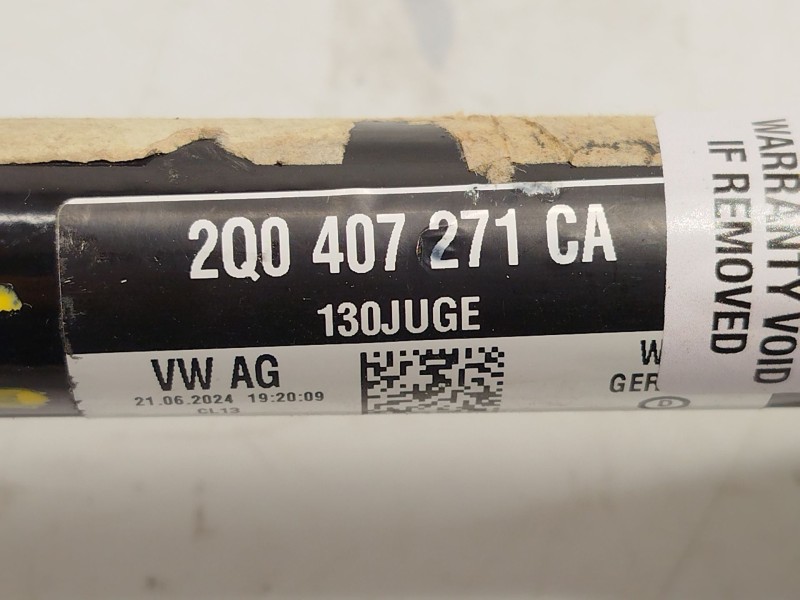 2Q0 407 271 CA
130JUGE
VW AG
21.06.2024 19:20:09
CL13
W
GER
D
WARRANTY VOID
IF REMOVED